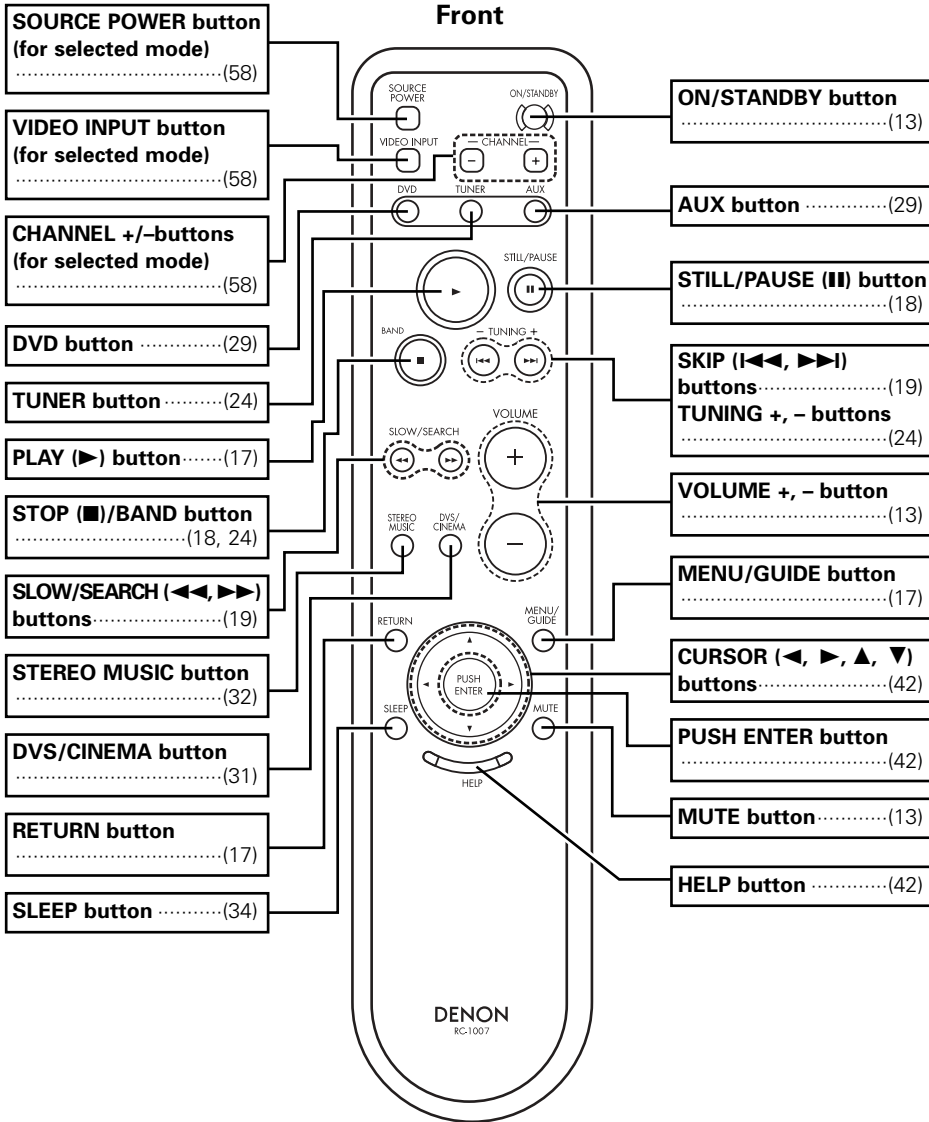 Front
SOURCE POWER button
(for selected mode)
··································(58)
VIDEO INPUT button
(for selected mode)
··································(58)
CHANNEL +/–buttons
(for selected mode)
··································(58)
DVD button ··············(29)
TUNER button ··········(24)
PLAY (►) button ·······(17)
STOP (■)/BAND button
····························(18, 24)
SLOW/SEARCH (◄◄, ►►)
buttons ·····················(19)
STEREO MUSIC button
··································(32)
DVS/CINEMA button
··································(31)
RETURN button
··································(17)
SLEEP button ···········(34)
SOURCE
POWER
ON/STANDBY
VIDEO INPUT
– CHANNEL –
– +
DVD TUNER AUX
►
STILL/PAUSE
II
BAND
■
– TUNING +
I◄◄ ►►I
VOLUME
+
–
SLOW/SEARCH
◄◄ ►►
STEREO
MUSIC
DVS/
CINEMA
RETURN
MENU/
GUIDE
PUSH
ENTER
SLEEP
MUTE
HELP
DENON
RC-1007
ON/STANDBY button
··································(13)
AUX button ··············(29)
STILL/PAUSE (II) button
··································(18)
SKIP (I◄◄, ►►I)
buttons ·····················(19)
TUNING +, – buttons
··································(24)
VOLUME +, – button
··································(13)
MENU/GUIDE button
··································(17)
CURSOR (◄, ►, ▲, ▼)
buttons ·····················(42)
PUSH ENTER button
··································(42)
MUTE button ············(13)
HELP button ·············(42)